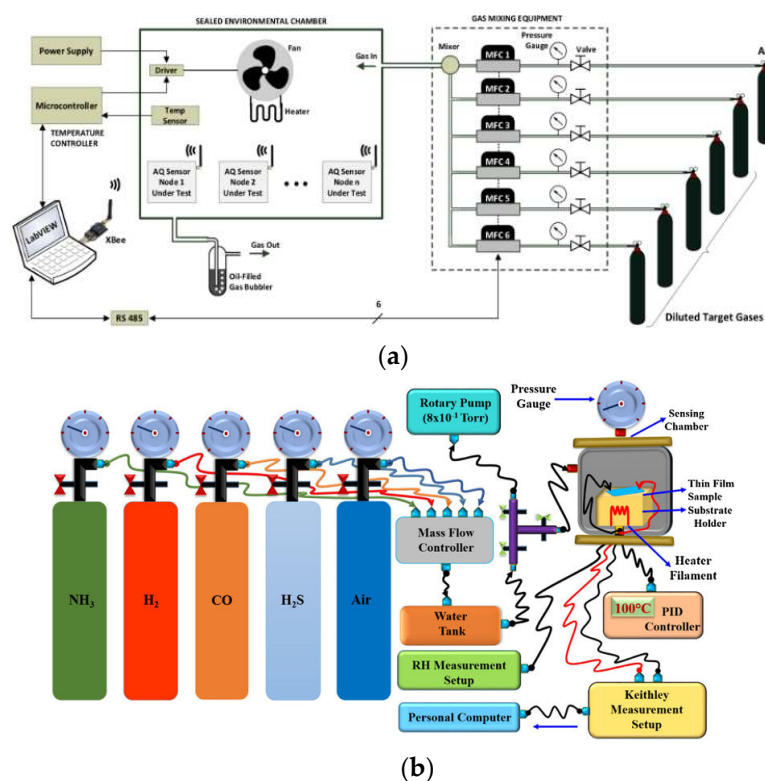 SEALED ENVIRONMENTAL CHAMBER
GAS MIXING EQUIPMENT
Power Supply
Driver
Fan
Heater
Gas In
Mixer
Pressure
Gauge
Valve
A
Microcontroller
Temp
Sensor
TEMPERATURE
CONTROLLER
MFC 1
MFC 2
MFC 3
MFC 4
MFC 5
MFC 6
AQ Sensor
Node 1
Under Test
AQ Sensor
Node 2
Under Test
AQ Sensor
Node n
Under Test
LabVIEW
XBee
Gas Out
Oil-Filled
Gas Bubbler
RS 485
6
Diluted Target Gases
(a)
Rotary Pump
(8x10⁻¹ Torr)
Pressure
Gauge
Sensing
Chamber
Thin Film
Sample
Substrate
Holder
Heater
Filament
Mass Flow
Controller
NH₃
H₂
CO
H₂S
Air
Water
Tank
100°C
PID
Controller
RH Measurement
Setup
Keithley
Measurement
Setup
Personal Computer
(b)